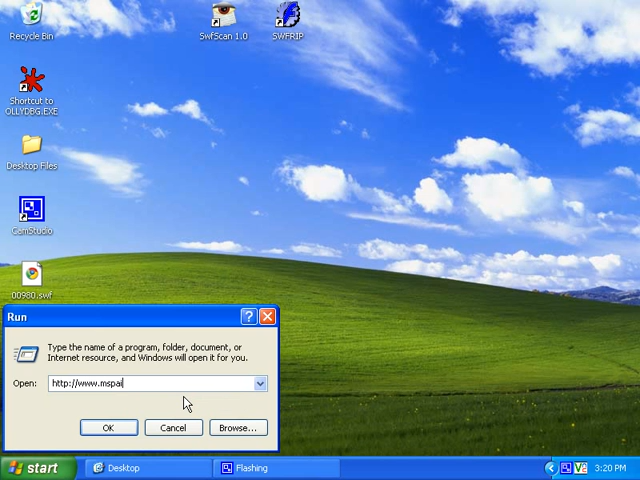 Recycle Bin
SwfScan 1.0
SWFRIP
Shortcut to
OLLYDBG.EXE
Desktop Files
CamStudio
00980.swf
Run
Type the name of a program, folder, document, or
Internet resource, and Windows will open it for you.
Open:
http://www.mspai
OK
Cancel
Browse...
start
Desktop
Flashing
3:20 PM